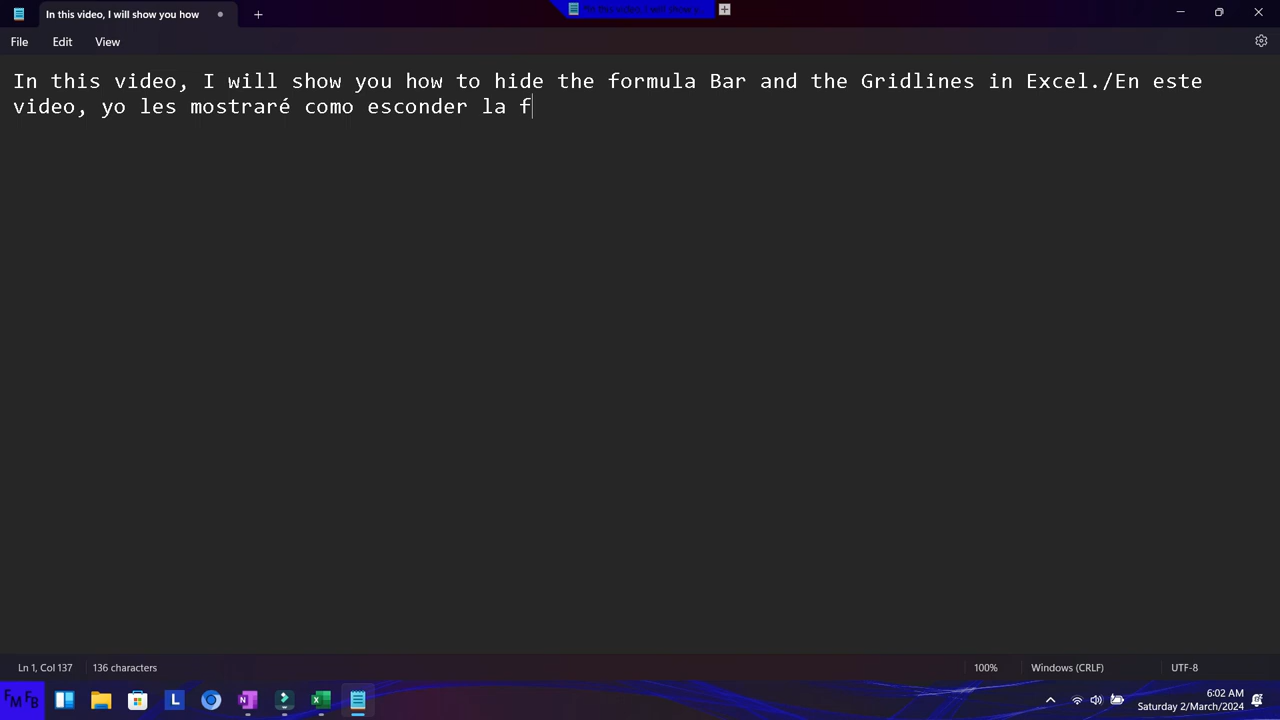 In this video, I will show you how
File
Edit
View
In this video, I will show you how to hide the formula Bar and the Gridlines in Excel./En este
video, yo les mostraré como esconder la f
Ln 1, Col 137
136 characters
100%
Windows (CRLF)
UTF-8
6:02 AM
Saturday 2/March/2024